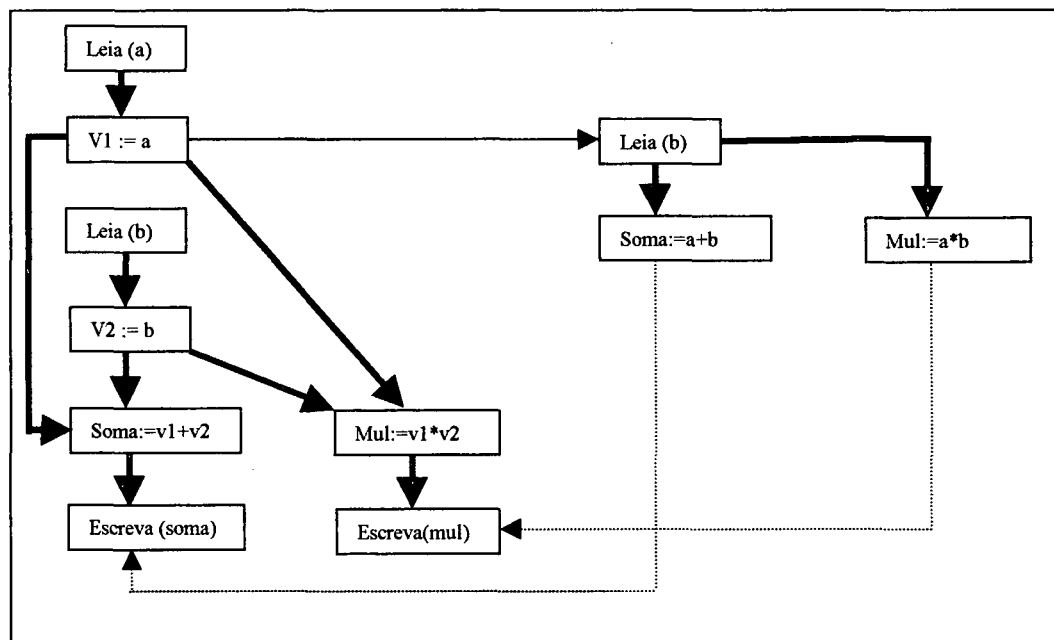 Leia (a)
V1 := a
Leia (b)
Leia (b)
Soma:=a+b
Mul:=a*b
V2 := b
Soma:=v1+v2
Mul:=v1*v2
Escreva (soma)
Escreva(mul)